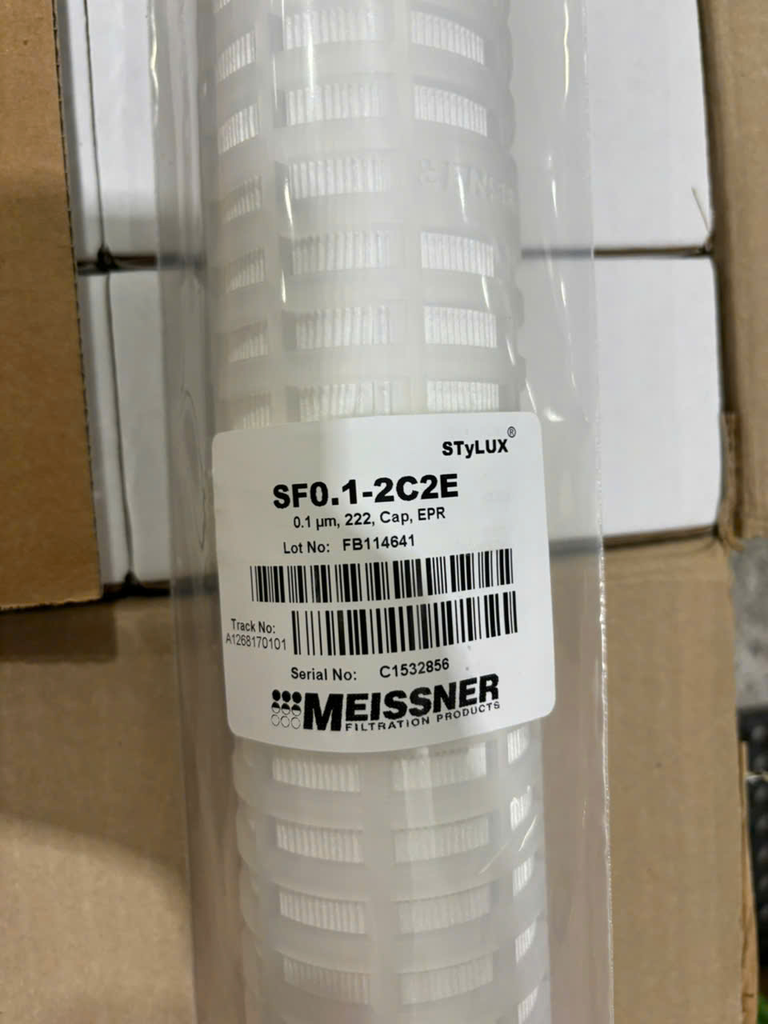 STyLUX®
SF0.1-2C2E
0.1 µm, 222, Cap, EPR
Lot No: FB114641
Track No:
A1268170101
Serial No: C1532856
MEISSNER
FILTRATION PRODUCTS